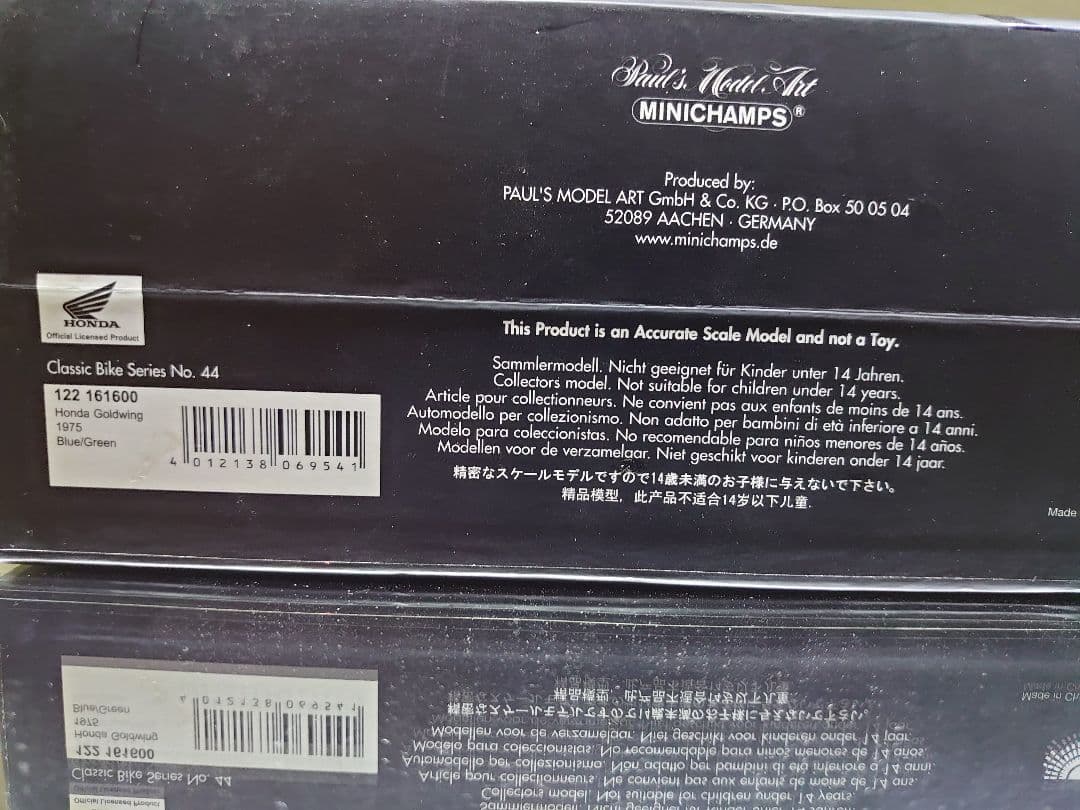 Paul's Model Art
MINICHAMPS®
Produced by:
PAUL'S MODEL ART GmbH & Co. KG · P.O. Box 50 05 04
52089 AACHEN · GERMANY
www.minichamps.de
HONDA
Official Licensed Product
Classic Bike Series No. 44
122 161600
Honda Goldwing
1975
Blue/Green
4 012138 069541
This Product is an Accurate Scale Model and not a Toy.
Sammlermodell. Nicht geeignet für Kinder unter 14 Jahren.
Collectors model. Not suitable for children under 14 years.
Article pour collectionneurs. Ne convient pas aux enfants de moins de 14 ans.
Automodello per collezionismo. Non adatto per bambini di età inferiore a 14 anni.
Modelo para coleccionistas. No recomendable para niños menores de 14 años.
Modellen voor de verzamelaar. Niet geschikt voor kinderen onder 14 jaar.
精密なスケールモデルですので14歳未満のお子様に与えないで下さい。
精品模型，此产品不适合14岁以下儿童.
Made